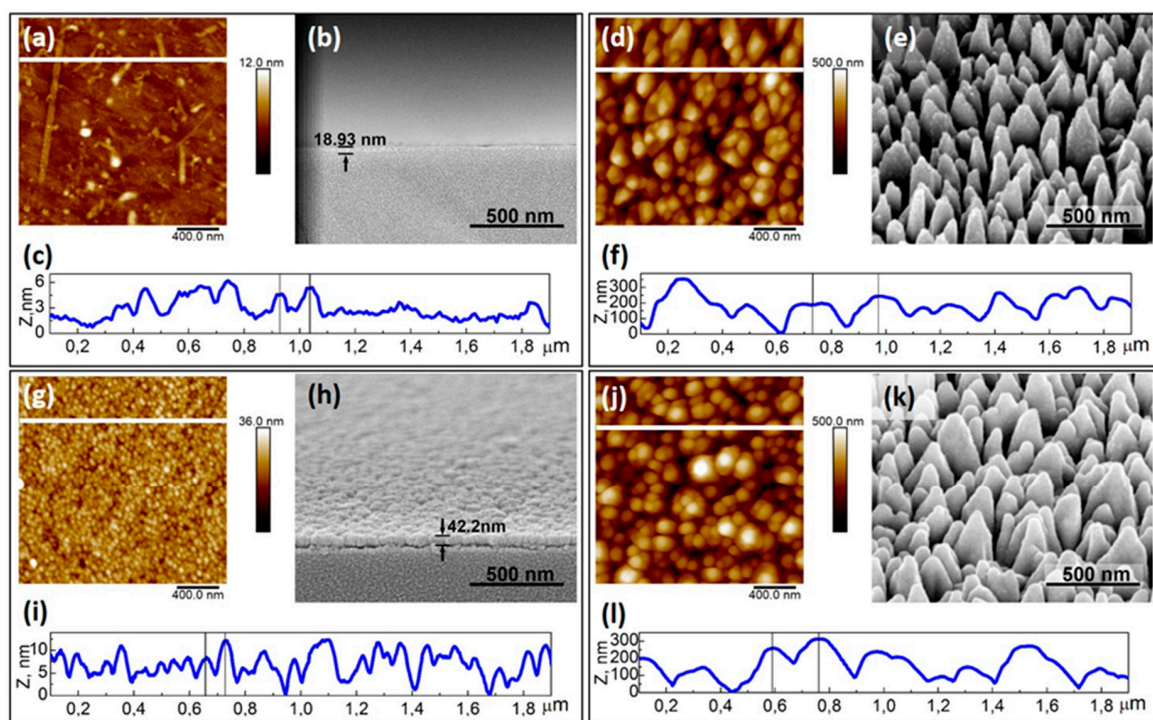 (a)
12.0 nm
400.0 nm
(b)
18.93 nm
500 nm
(c)
Z, nm
6
3
0
0,2 0,4 0,6 0,8 1,0 1,2 1,4 1,6 1,8 μm
(d)
500.0 nm
400.0 nm
(e)
500 nm
(f)
Z, nm
300
200
100
0
0,2 0,4 0,6 0,8 1,0 1,2 1,4 1,6 1,8 μm
(g)
36.0 nm
400.0 nm
(h)
42.2nm
500 nm
(i)
Z, nm
10
5
0
0,2 0,4 0,6 0,8 1,0 1,2 1,4 1,6 1,8 μm
(j)
500.0 nm
400.0 nm
(k)
500 nm
(l)
Z, nm
300
200
100
0
0,2 0,4 0,6 0,8 1,0 1,2 1,4 1,6 1,8 μm